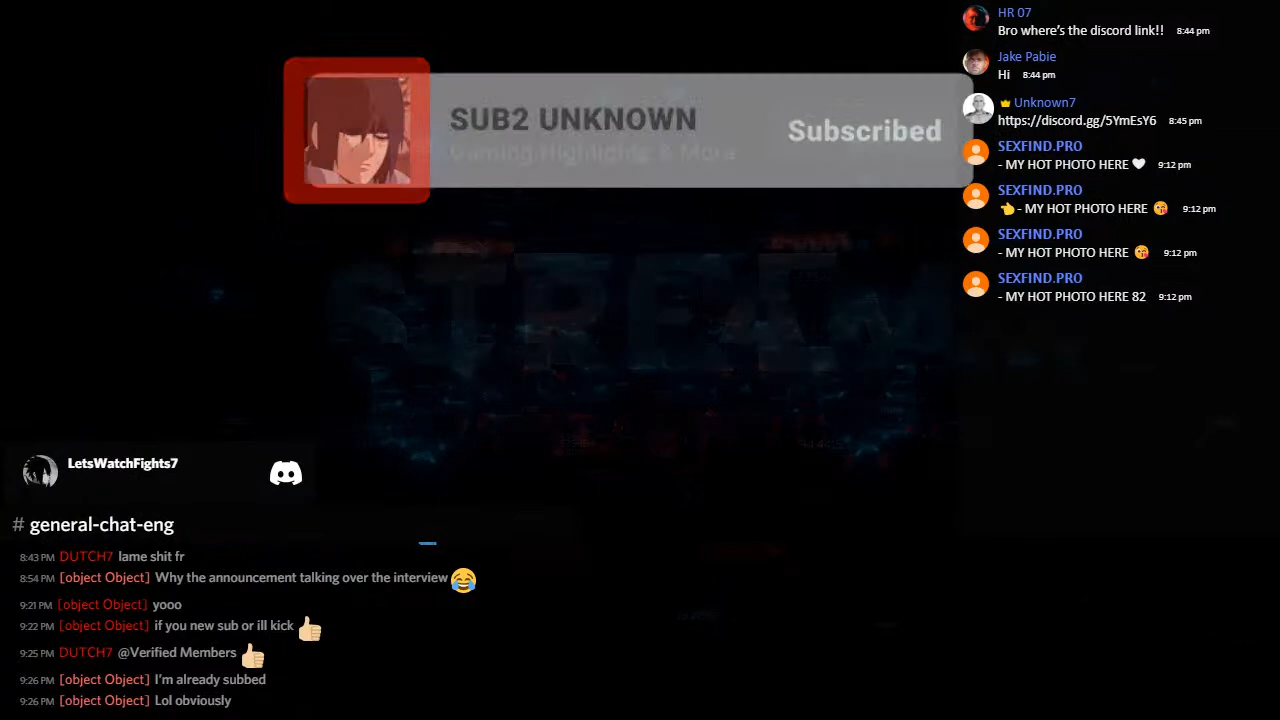 HR 07
Bro where's the discord link!! 8:44 pm
Jake Pabie
Hi 8:44 pm
Unknown7
https://discord.gg/5YmEsY6 8:45 pm
SEXFIND.PRO
- MY HOT PHOTO HERE 🤍 9:12 pm
SEXFIND.PRO
👈 - MY HOT PHOTO HERE 😘 9:12 pm
SEXFIND.PRO
- MY HOT PHOTO HERE 😘 9:12 pm
SEXFIND.PRO
- MY HOT PHOTO HERE 82 9:12 pm
SUB2 UNKNOWN
Gaming Highlights & More
Subscribed
STREAM
LetsWatchFights7
# general-chat-eng
8:43 PM DUTCH7 lame shit fr
8:54 PM [object Object] Why the announcement talking over the interview 😂
9:21 PM [object Object] yooo
9:22 PM [object Object] if you new sub or ill kick 👍🏼
9:25 PM DUTCH7 @Verified Members 👍🏼
9:26 PM [object Object] I'm already subbed
9:26 PM [object Object] Lol obviously